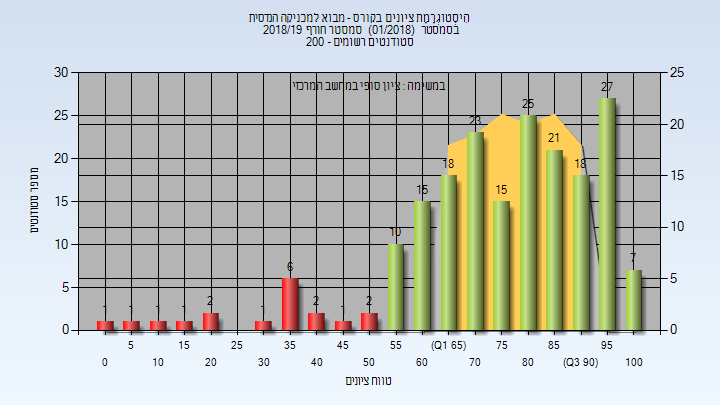 היסטוגרמת ציונים בקורס - מבוא למכניקה הנדסית
בסמסטר (01/2018) סמסטר חורף 2018/19
סטודנטים רשומים - 200
במשימה : ציון סופי במחשב המרכזי
מספר סטודנטים
30
25
20
15
10
5
0
25
20
15
10
5
0
1 1 1 1 2 1 6 2 1 2 10 15 18 23 15 25 21 18 27 7
5 15 25 35 45 55 (Q1 65) 75 85 95
0 10 20 30 40 50 60 70 80 (Q3 90) 100
טווח ציונים